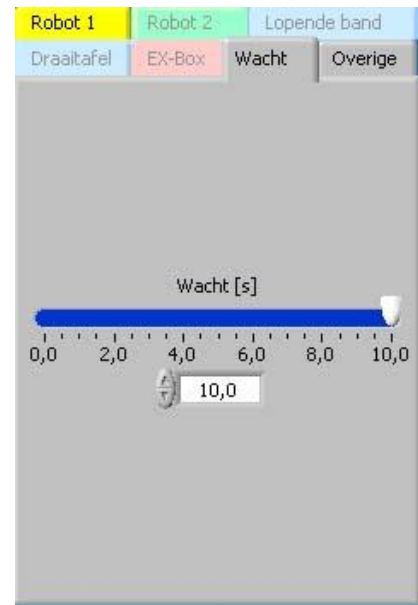 Robot 1 Robot 2 Lopende band
Draaitafel EX-Box Wacht Overige
Wacht [s]
0,0 2,0 4,0 6,0 8,0 10,0
10,0